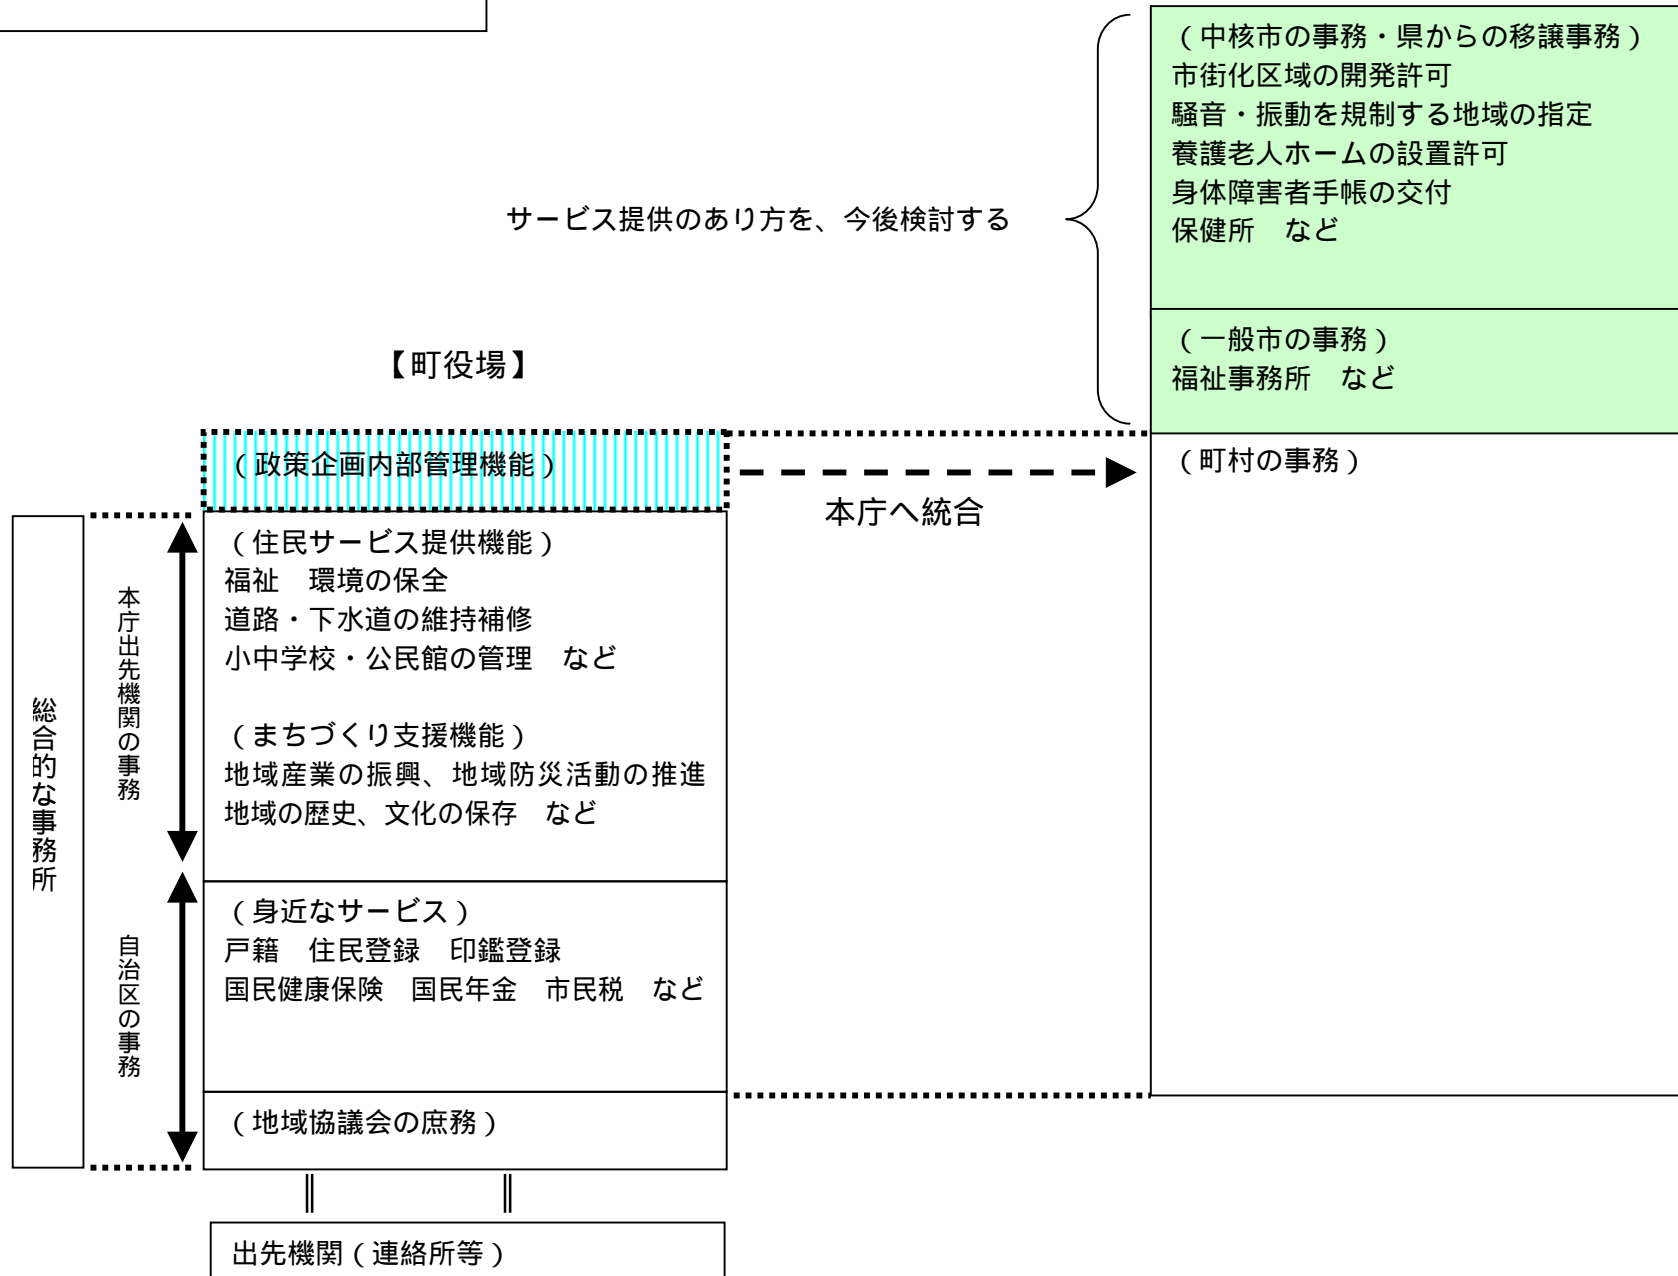 （中核市の事務・県からの移譲事務）
市街化区域の開発許可
騒音・振動を規制する地域の指定
養護老人ホームの設置許可
身体障害者手帳の交付
保健所　など
サービス提供のあり方を、今後検討する
（一般市の事務）
福祉事務所　など
【町役場】
（政策企画内部管理機能）
本庁へ統合
（町村の事務）
総合的な事務所
本庁出先機関の事務
（住民サービス提供機能）
福祉　環境の保全
道路・下水道の維持補修
小中学校・公民館の管理　など
（まちづくり支援機能）
地域産業の振興、地域防災活動の推進
地域の歴史、文化の保存　など
自治区の事務
（身近なサービス）
戸籍　住民登録　印鑑登録
国民健康保険　国民年金　市民税　など
（地域協議会の庶務）
出先機関（連絡所等）